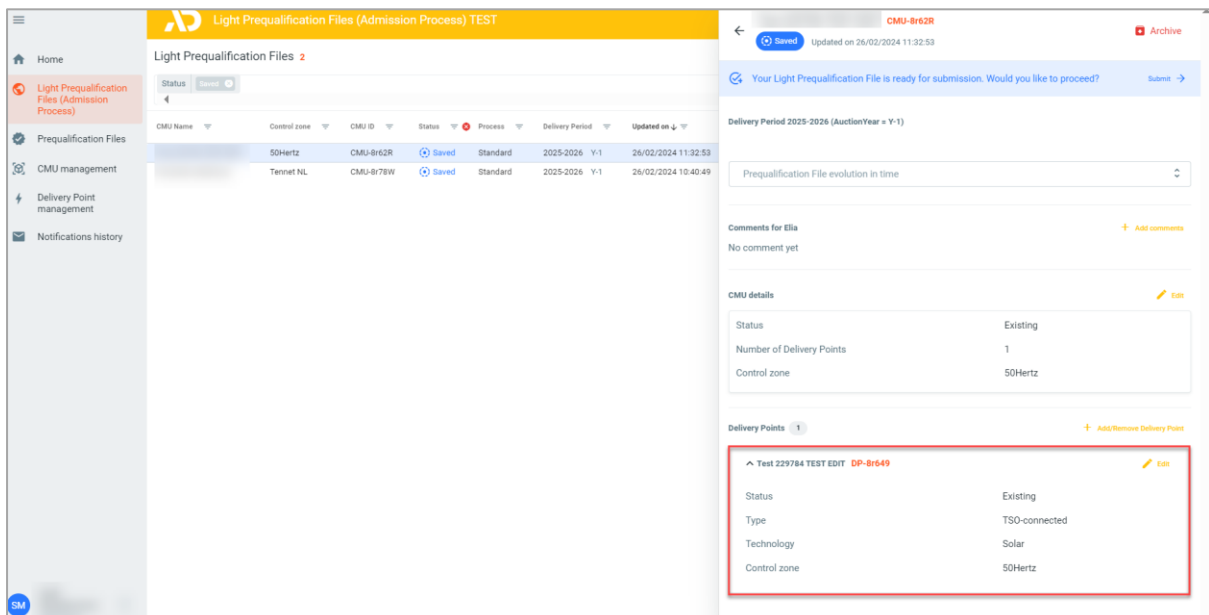 Light Prequalification Files (Admission Process) TEST
Home
Light Prequalification
Files (Admission
Process)
Prequalification Files
CMU management
Delivery Point
management
Notifications history
SM
Light Prequalification Files 2
Status Saved
CMU Name Control zone CMU ID Status Process Delivery Period Updated on
50Hertz CMU-8r62R Saved Standard 2025-2026 Y-1 26/02/2024 11:32:53
Tennet NL CMU-8r78W Saved Standard 2025-2026 Y-1 26/02/2024 10:40:49
CMU-8r62R
Saved Updated on 26/02/2024 11:32:53
Archive
Your Light Prequalification File is ready for submission. Would you like to proceed? Submit
Delivery Period 2025-2026 (AuctionYear = Y-1)
Prequalification File evolution in time
Comments for Elia + Add comments
No comment yet
CMU details Edit
Status Existing
Number of Delivery Points 1
Control zone 50Hertz
Delivery Points 1 + Add/Remove Delivery Point
Test 229784 TEST EDIT DP-8r649 Edit
Status Existing
Type TSO-connected
Technology Solar
Control zone 50Hertz